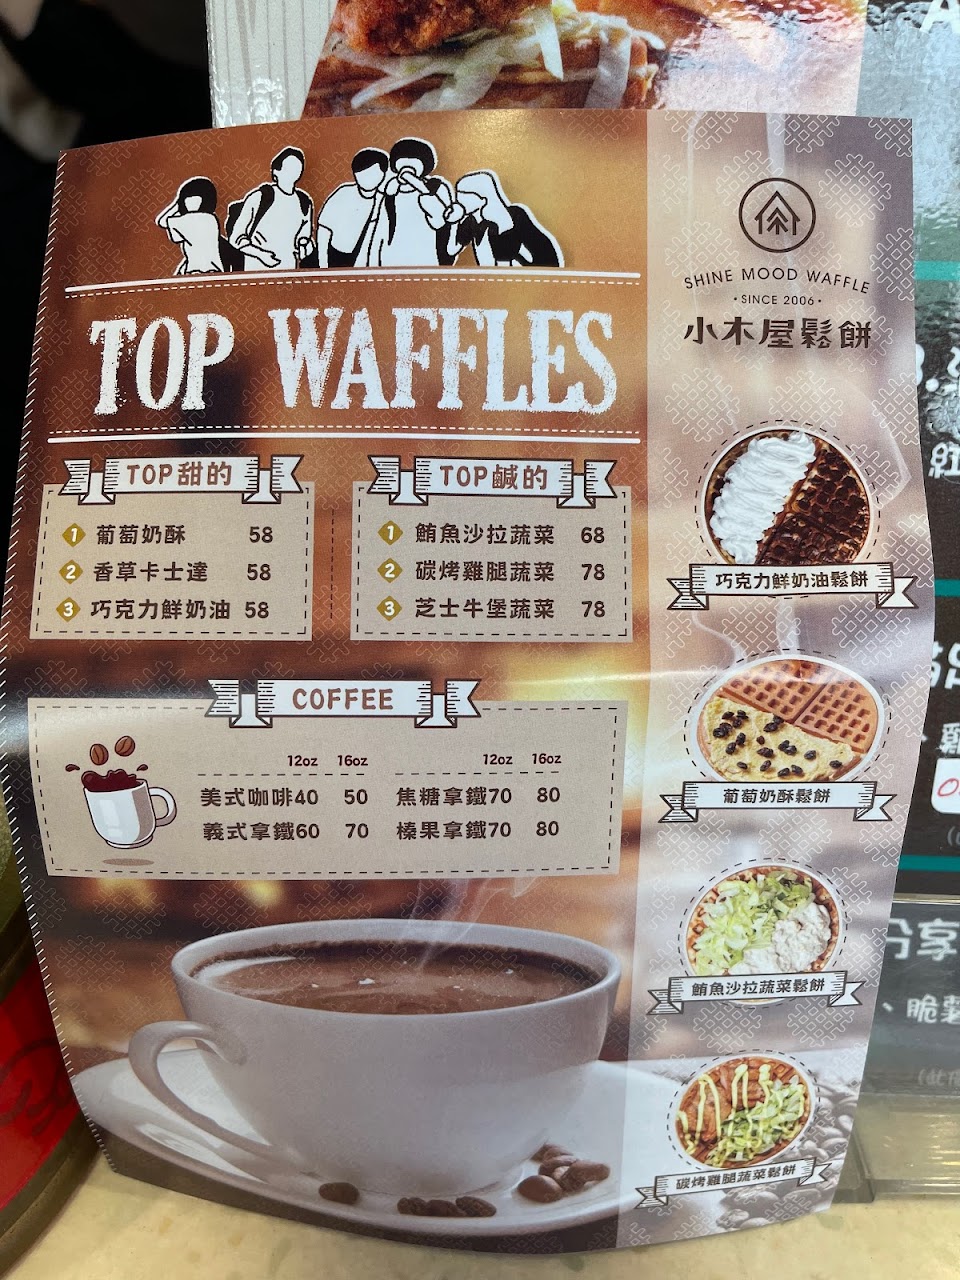 SHINE MOOD WAFFLE
·SINCE 2006·
小木屋鬆餅
TOP WAFFLES
TOP甜的
1 葡萄奶酥 58
2 香草卡士達 58
3 巧克力鮮奶油 58
TOP鹹的
1 鮪魚沙拉蔬菜 68
2 碳烤雞腿蔬菜 78
3 芝士牛堡蔬菜 78
COFFEE
12oz 16oz 12oz 16oz
美式咖啡40 50 焦糖拿鐵70 80
義式拿鐵60 70 榛果拿鐵70 80
巧克力鮮奶油鬆餅
葡萄奶酥鬆餅
鮪魚沙拉蔬菜鬆餅
碳烤雞腿蔬菜鬆餅
紅
雞
分享
、脆薯